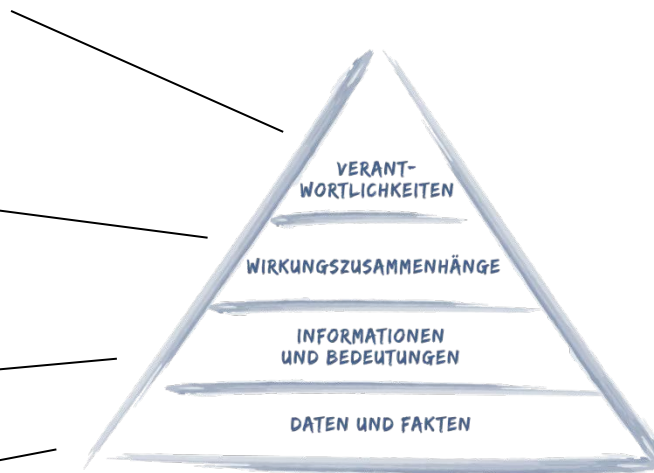 VERANT-
WORTLICHKEITEN
WIRKUNGSZUSAMMENHÄNGE
INFORMATIONEN
UND BEDEUTUNGEN
DATEN UND FAKTEN